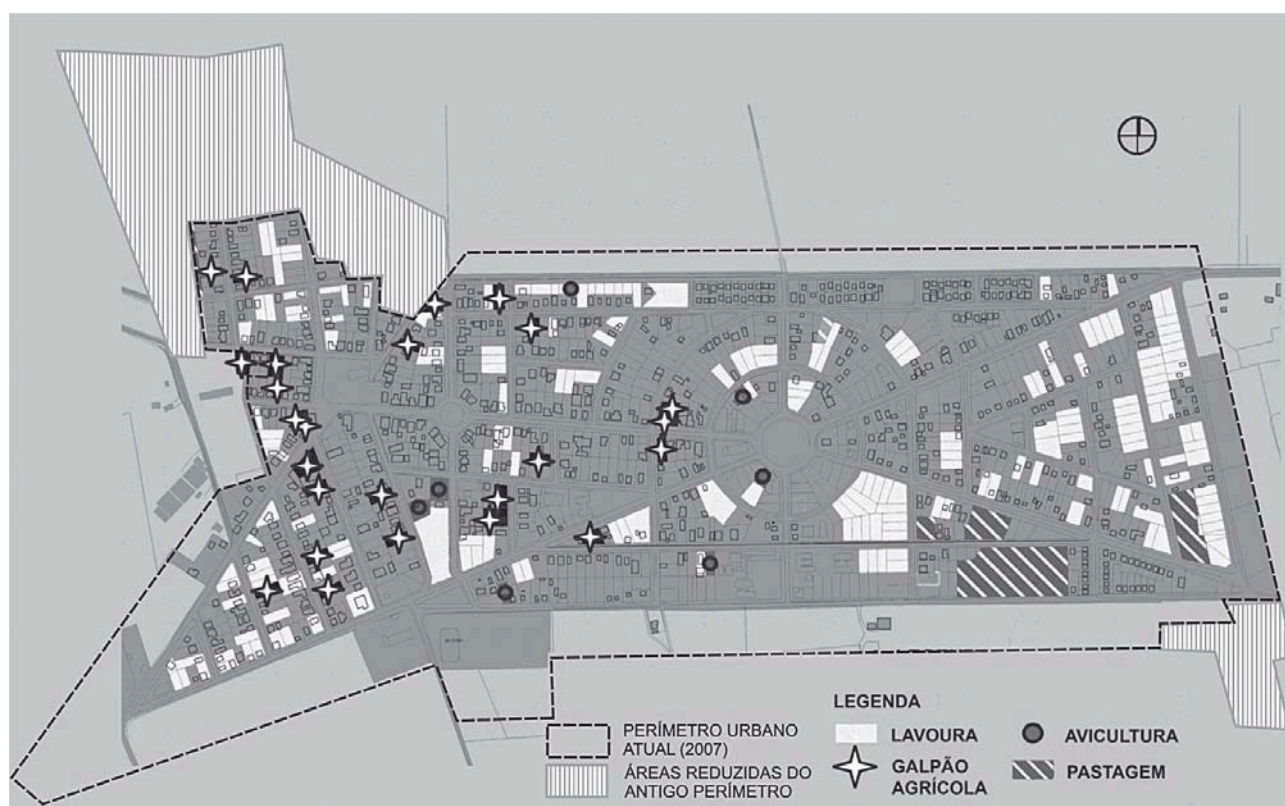 LEGENDA
PERÍMETRO URBANO
ATUAL (2007)
ÁREAS REDUZIDAS DO
ANTIGO PERÍMETRO
LAVOURA
GALPÃO
AGRÍCOLA
AVICULTURA
PASTAGEM